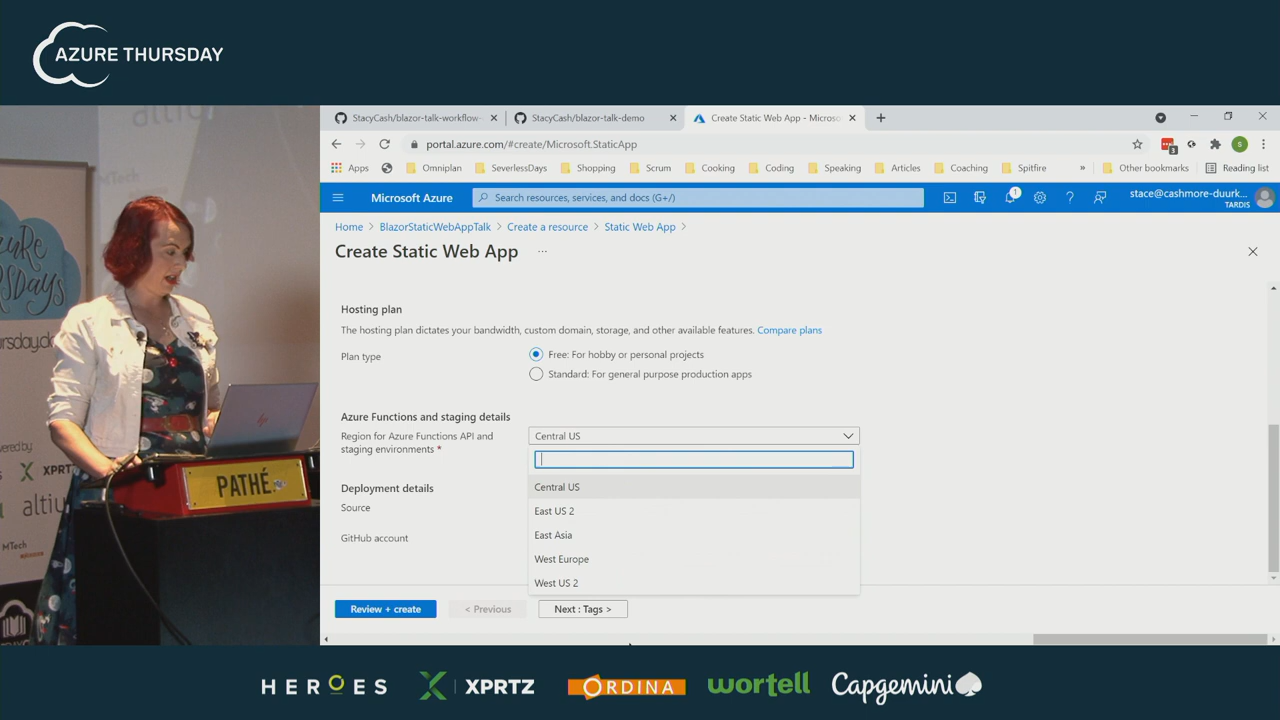 AZURE THURSDAY
StacyCash/blazor-talk-workflow-
StacyCash/blazor-talk-demo
Create Static Web App - Microso
portal.azure.com/#create/Microsoft.StaticApp
3
S
Apps
Omniplan
SeverlessDays
Shopping
Scrum
Cooking
Coding
Speaking
Articles
Coaching
Spitfire
»
Other bookmarks
Reading list
Microsoft Azure
Search resources, services, and docs (G+/)
1
stace@cashmore-duurk...
TARDIS
Home > BlazorStaticWebAppTalk > Create a resource > Static Web App >
Create Static Web App ...
Hosting plan
The hosting plan dictates your bandwidth, custom domain, storage, and other available features. Compare plans
Plan type
Free: For hobby or personal projects
Standard: For general purpose production apps
Azure Functions and staging details
Region for Azure Functions API and
staging environments *
Central US
Central US
East US 2
East Asia
West Europe
West US 2
Deployment details
Source
GitHub account
Review + create
< Previous
Next : Tags >
MTech
XPRTZ
altiu
MTech
PATHÉ!
HEROES
XPRTZ
ORDINA
wortell
Capgemini